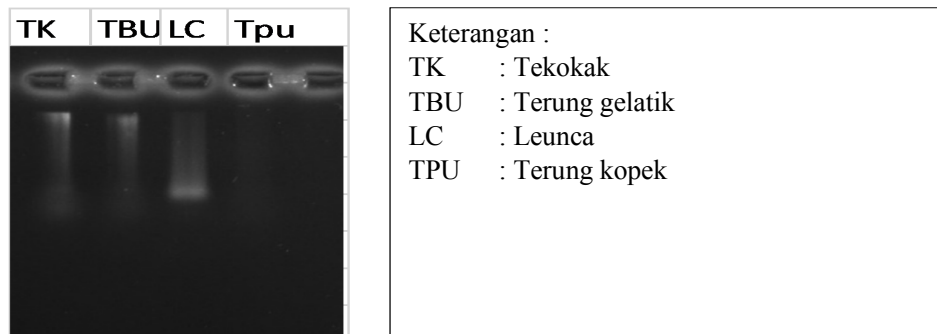 TK TBU LC Tpu
Keterangan :
TK : Tekokak
TBU : Terung gelatik
LC : Leunca
TPU : Terung kopek